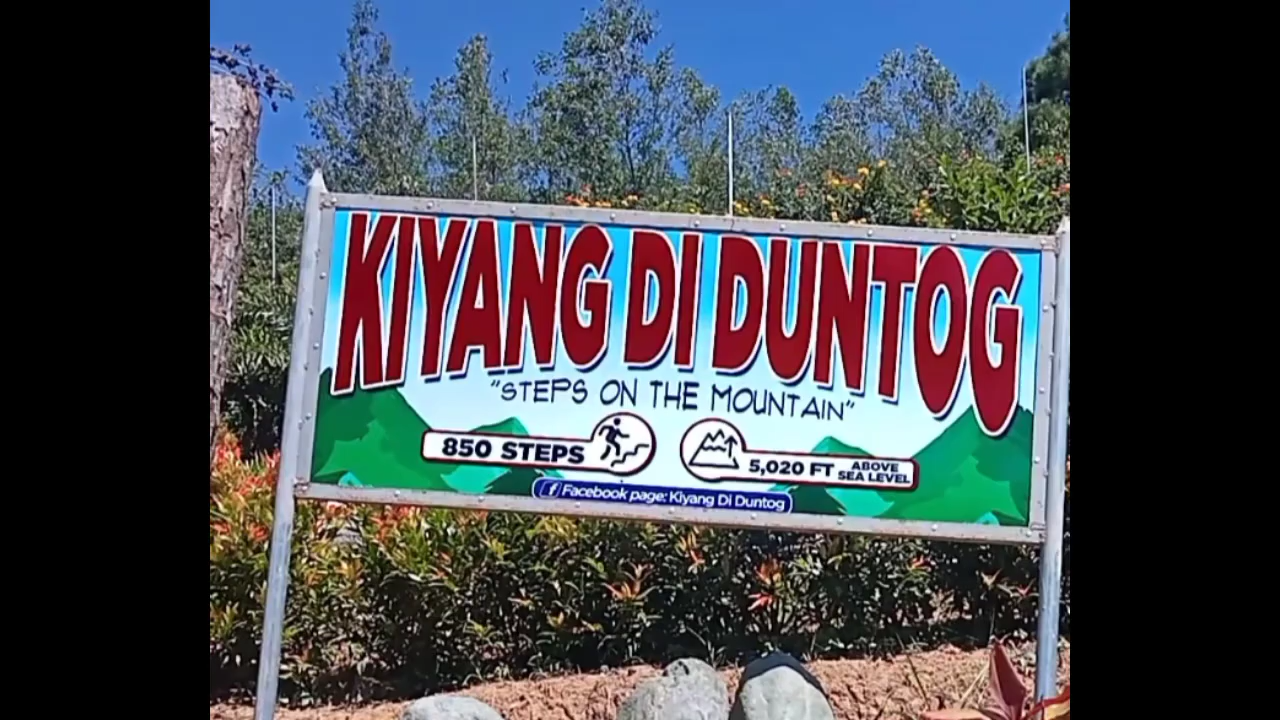 KIYANG DI DUNTOG
"STEPS ON THE MOUNTAIN"
850 STEPS
5,020 FT ABOVE SEA LEVEL
f Facebook page: Kiyang Di Duntog